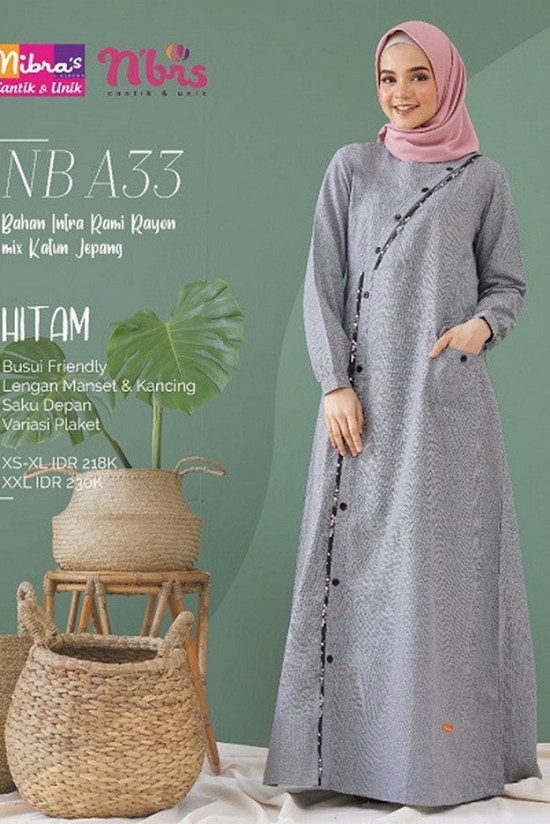 Nibra's
Cantik & Unik
N'brs
cantik & unik
NB A33
Bahan Intra Rami Rayon
mix Katun Jepang
HITAM
Busui Friendly
Lengan Manset & Kancing
Saku Depan
Variasi Plaket
XS-XL IDR 218K
XXL IDR 230K